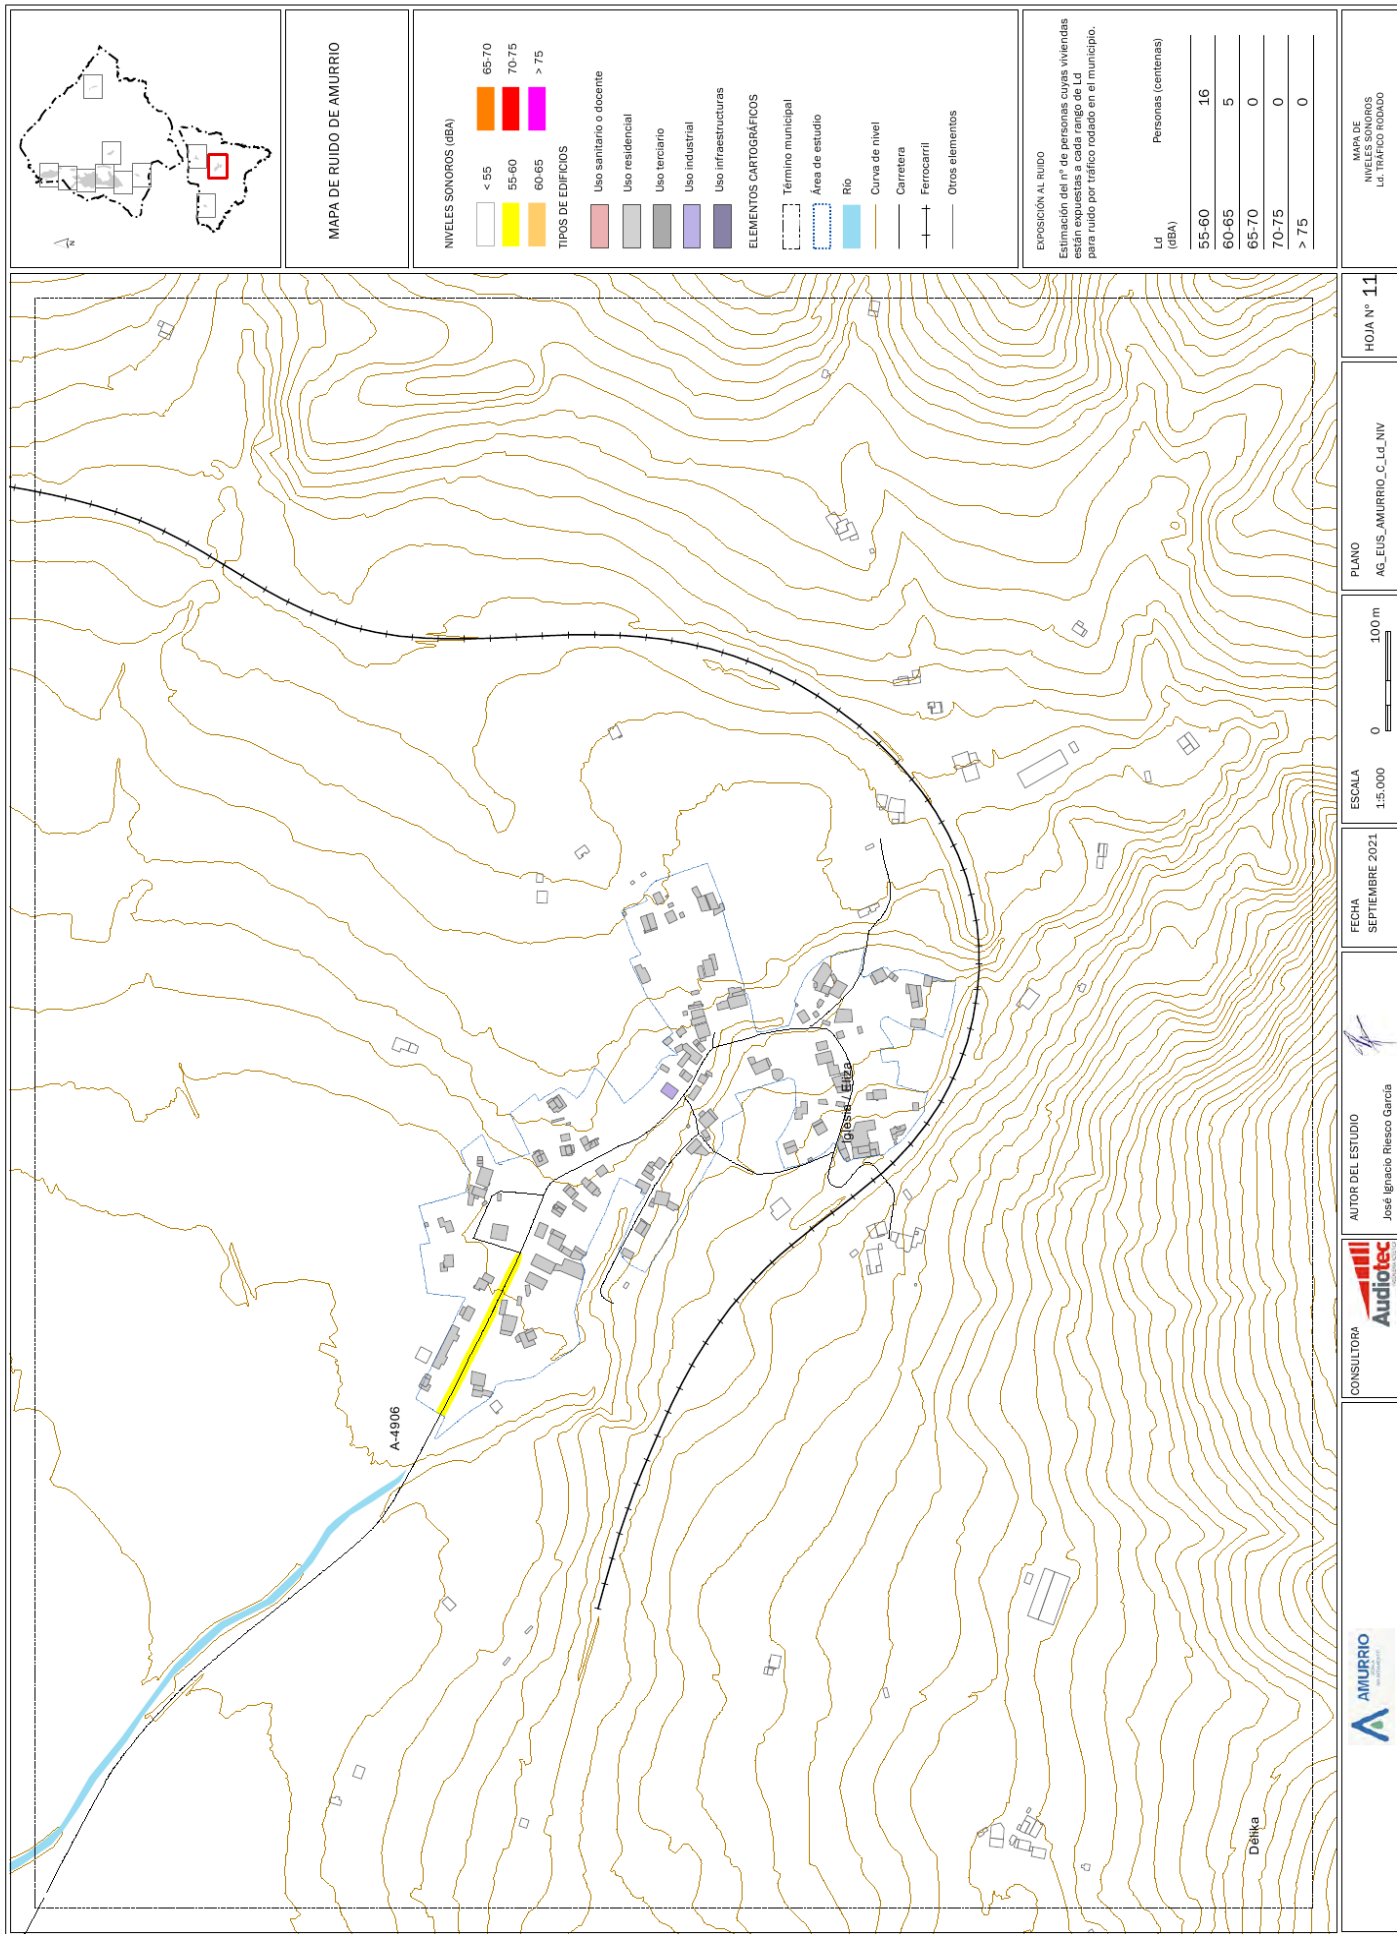 N
MAPA DE RUIDO DE AMURRIO
NIVELES SONOROS (dBA)
< 55
55-60
60-65
65-70
70-75
> 75
TIPOS DE EDIFICIOS
Uso sanitario o docente
Uso residencial
Uso terciario
Uso industrial
Uso infraestructuras
ELEMENTOS CARTOGRÁFICOS
Término municipal
Área de estudio
Río
Curva de nivel
Carretera
Ferrocarril
Otros elementos
EXPOSICIÓN AL RUIDO
Estimación del nº de personas cuyas viviendas
están expuestas a cada rango de Ld
para ruido por tráfico rodado en el municipio.
Ld Personas (centenas)
(dBA)
55-60 16
60-65 5
65-70 0
70-75 0
> 75 0
MAPA DE
NIVELES SONOROS
Ld. TRÁFICO RODADO
A-4906
Iglesia / Eliza
Délika
AMURRIO
CONSULTORA
Audiotec
AUTOR DEL ESTUDIO
José Ignacio Riesco García
FECHA
SEPTIEMBRE 2021
ESCALA
1:5.000
0 100 m
PLANO
AG_EUS_AMURRIO_C_Ld_NIV
HOJA Nº 11